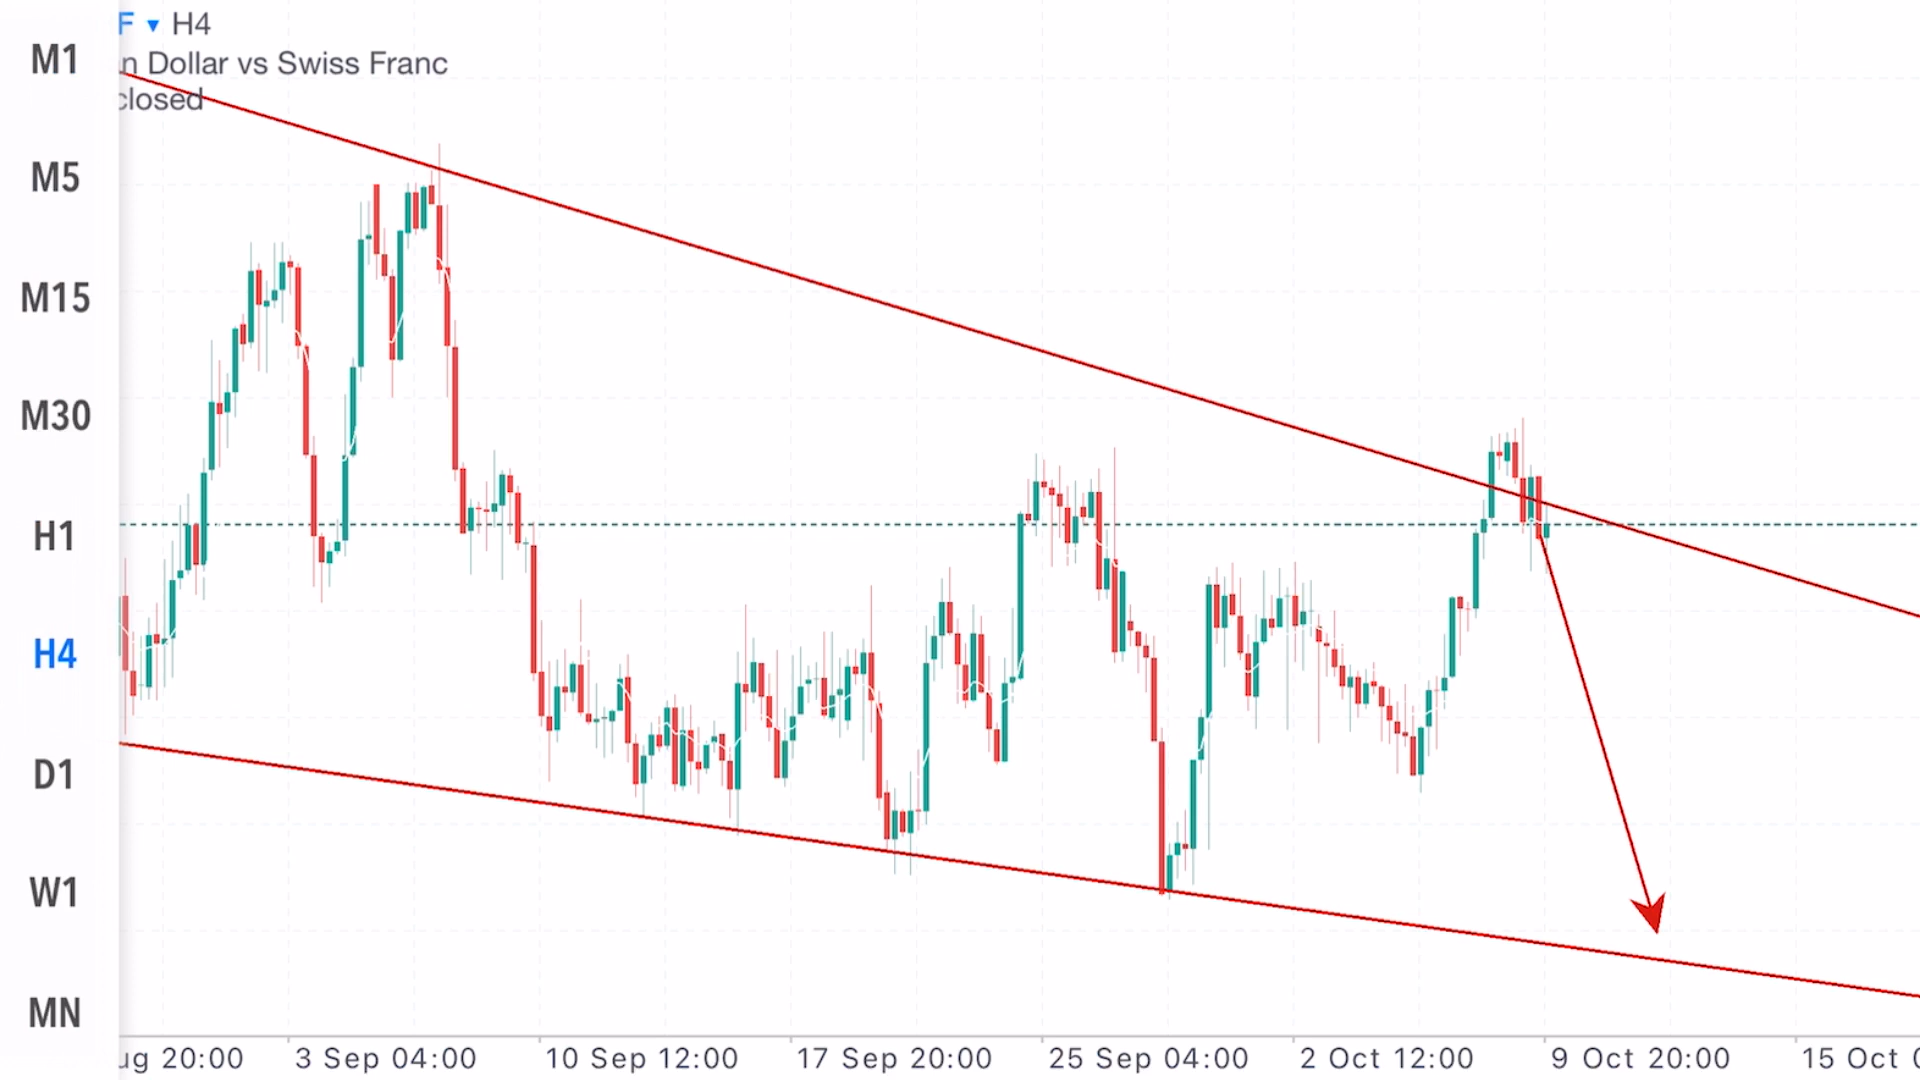 F ▼ H4
n Dollar vs Swiss Franc
closed
M1
M5
M15
M30
H1
H4
D1
W1
MN
ug 20:00 3 Sep 04:00 10 Sep 12:00 17 Sep 20:00 25 Sep 04:00 2 Oct 12:00 9 Oct 20:00 15 Oct